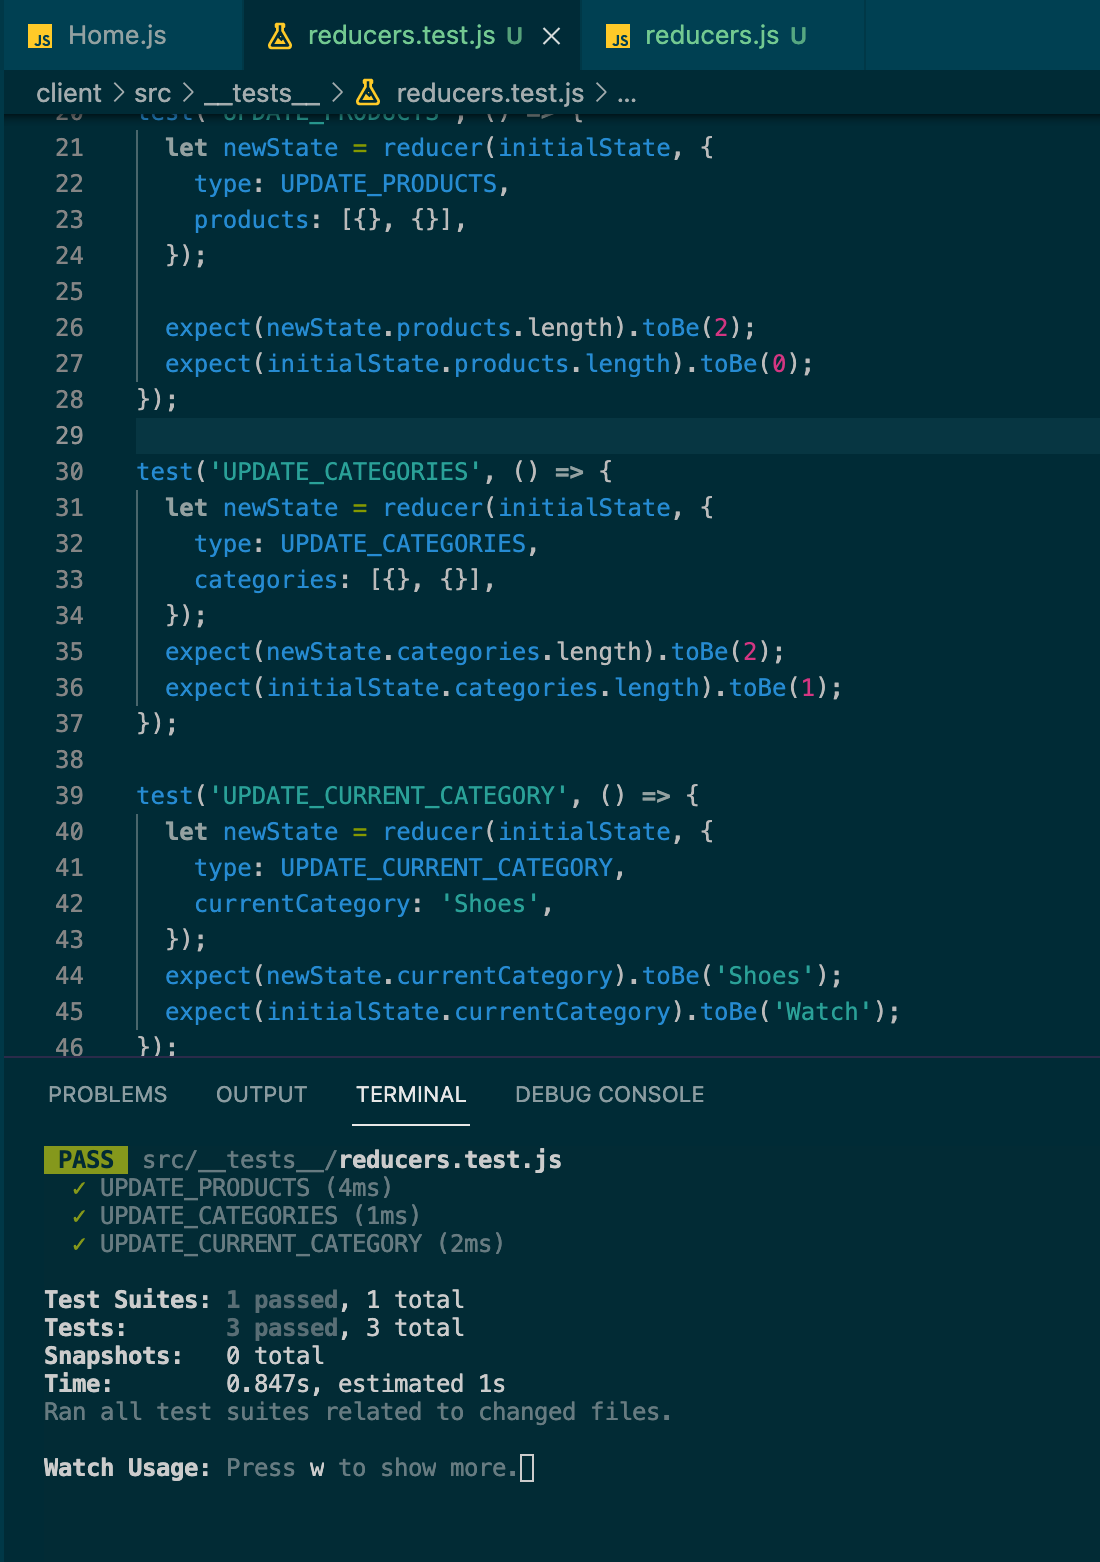 JS Home.js
reducers.test.js U ×
JS reducers.js U
client > src > __tests__ > reducers.test.js > ...
20 test('UPDATE_PRODUCTS', () => {
21 let newState = reducer(initialState, {
22 type: UPDATE_PRODUCTS,
23 products: [{}, {}],
24 });
25
26 expect(newState.products.length).toBe(2);
27 expect(initialState.products.length).toBe(0);
28 });
29
30 test('UPDATE_CATEGORIES', () => {
31 let newState = reducer(initialState, {
32 type: UPDATE_CATEGORIES,
33 categories: [{}, {}],
34 });
35 expect(newState.categories.length).toBe(2);
36 expect(initialState.categories.length).toBe(1);
37 });
38
39 test('UPDATE_CURRENT_CATEGORY', () => {
40 let newState = reducer(initialState, {
41 type: UPDATE_CURRENT_CATEGORY,
42 currentCategory: 'Shoes',
43 });
44 expect(newState.currentCategory).toBe('Shoes');
45 expect(initialState.currentCategory).toBe('Watch');
46 });
PROBLEMS OUTPUT TERMINAL DEBUG CONSOLE
PASS src/__tests__/reducers.test.js
✓ UPDATE_PRODUCTS (4ms)
✓ UPDATE_CATEGORIES (1ms)
✓ UPDATE_CURRENT_CATEGORY (2ms)
Test Suites: 1 passed, 1 total
Tests: 3 passed, 3 total
Snapshots: 0 total
Time: 0.847s, estimated 1s
Ran all test suites related to changed files.
Watch Usage: Press w to show more.